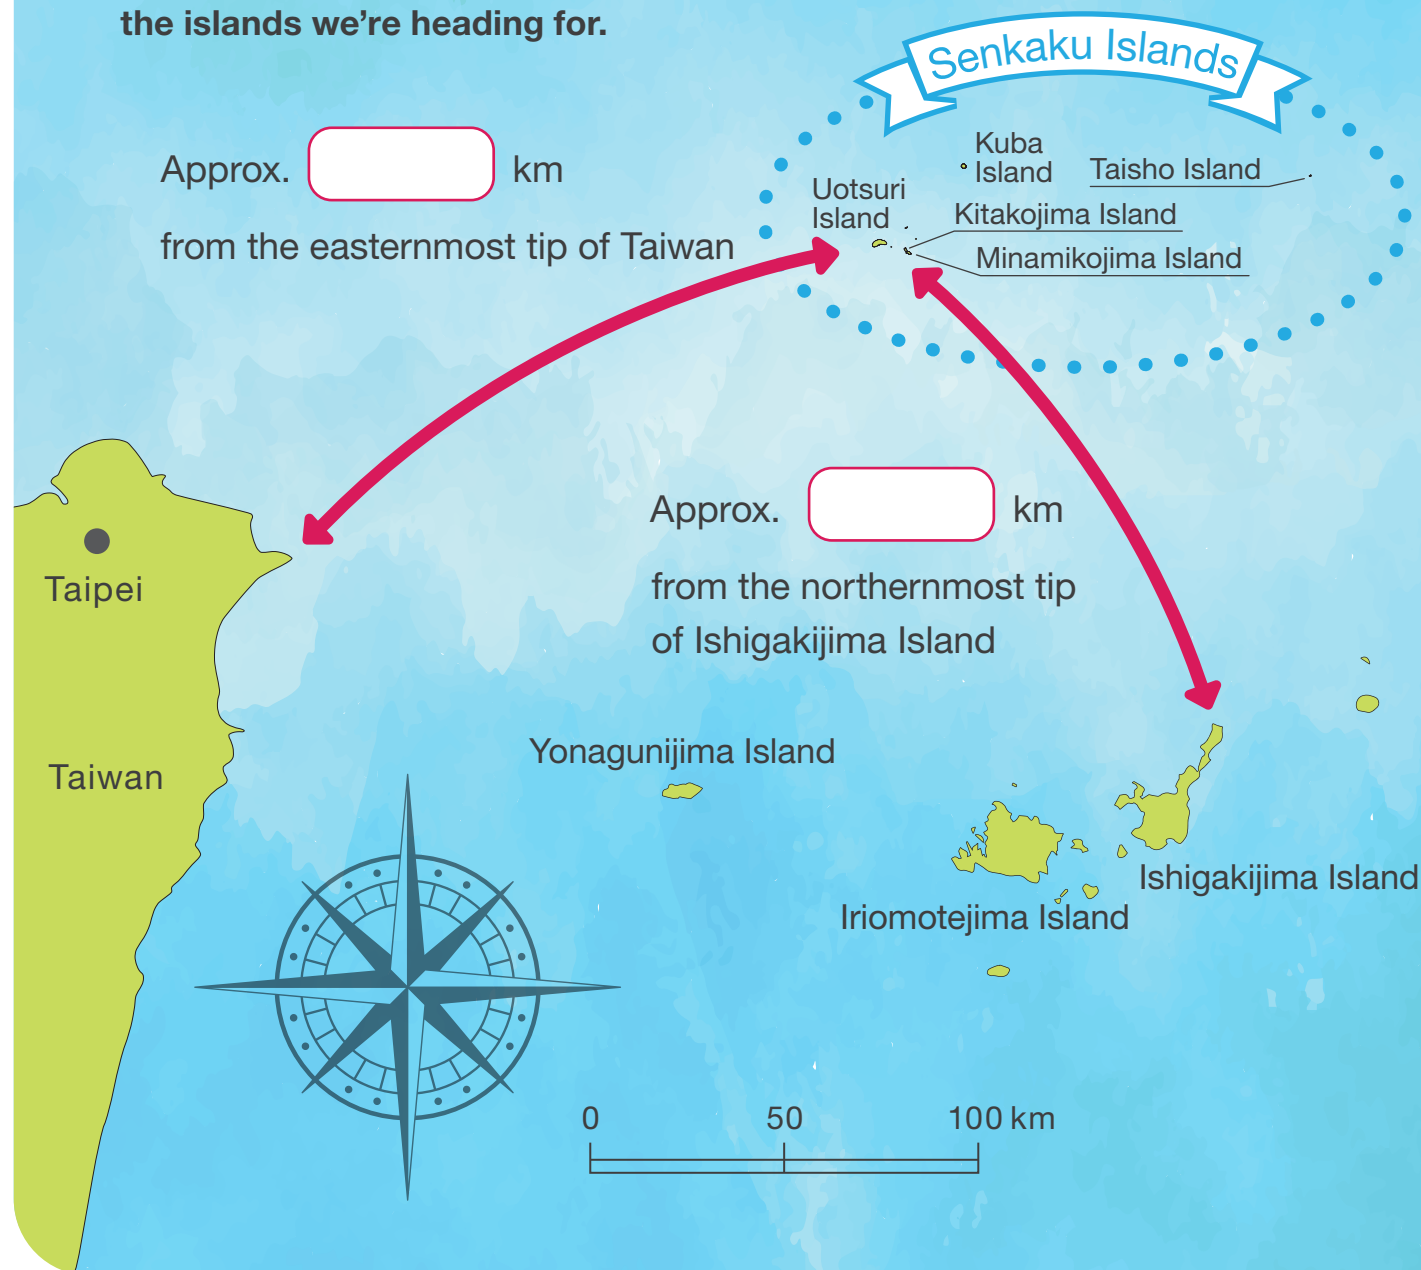 the islands we're heading for.
Senkaku Islands
Approx. km
from the easternmost tip of Taiwan
Kuba
Island
Taisho Island
Uotsuri
Island
Kitakojima Island
Minamikojima Island
Approx. km
from the northernmost tip
of Ishigakijima Island
Taipei
Taiwan
Yonagunijima Island
Ishigakijima Island
Iriomotejima Island
0 50 100 km